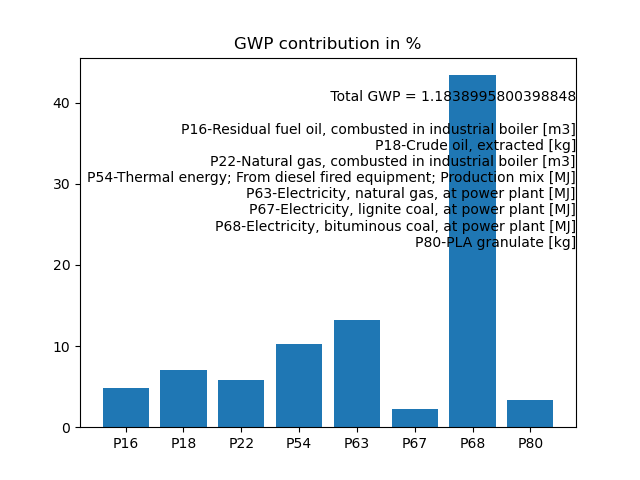 GWP contribution in %
40
30
20
10
0
Total GWP = 1.1838995800398848
P16-Residual fuel oil, combusted in industrial boiler [m3]
P18-Crude oil, extracted [kg]
P22-Natural gas, combusted in industrial boiler [m3]
P54-Thermal energy; From diesel fired equipment; Production mix [MJ]
P63-Electricity, natural gas, at power plant [MJ]
P67-Electricity, lignite coal, at power plant [MJ]
P68-Electricity, bituminous coal, at power plant [MJ]
P80-PLA granulate [kg]
P16 P18 P22 P54 P63 P67 P68 P80